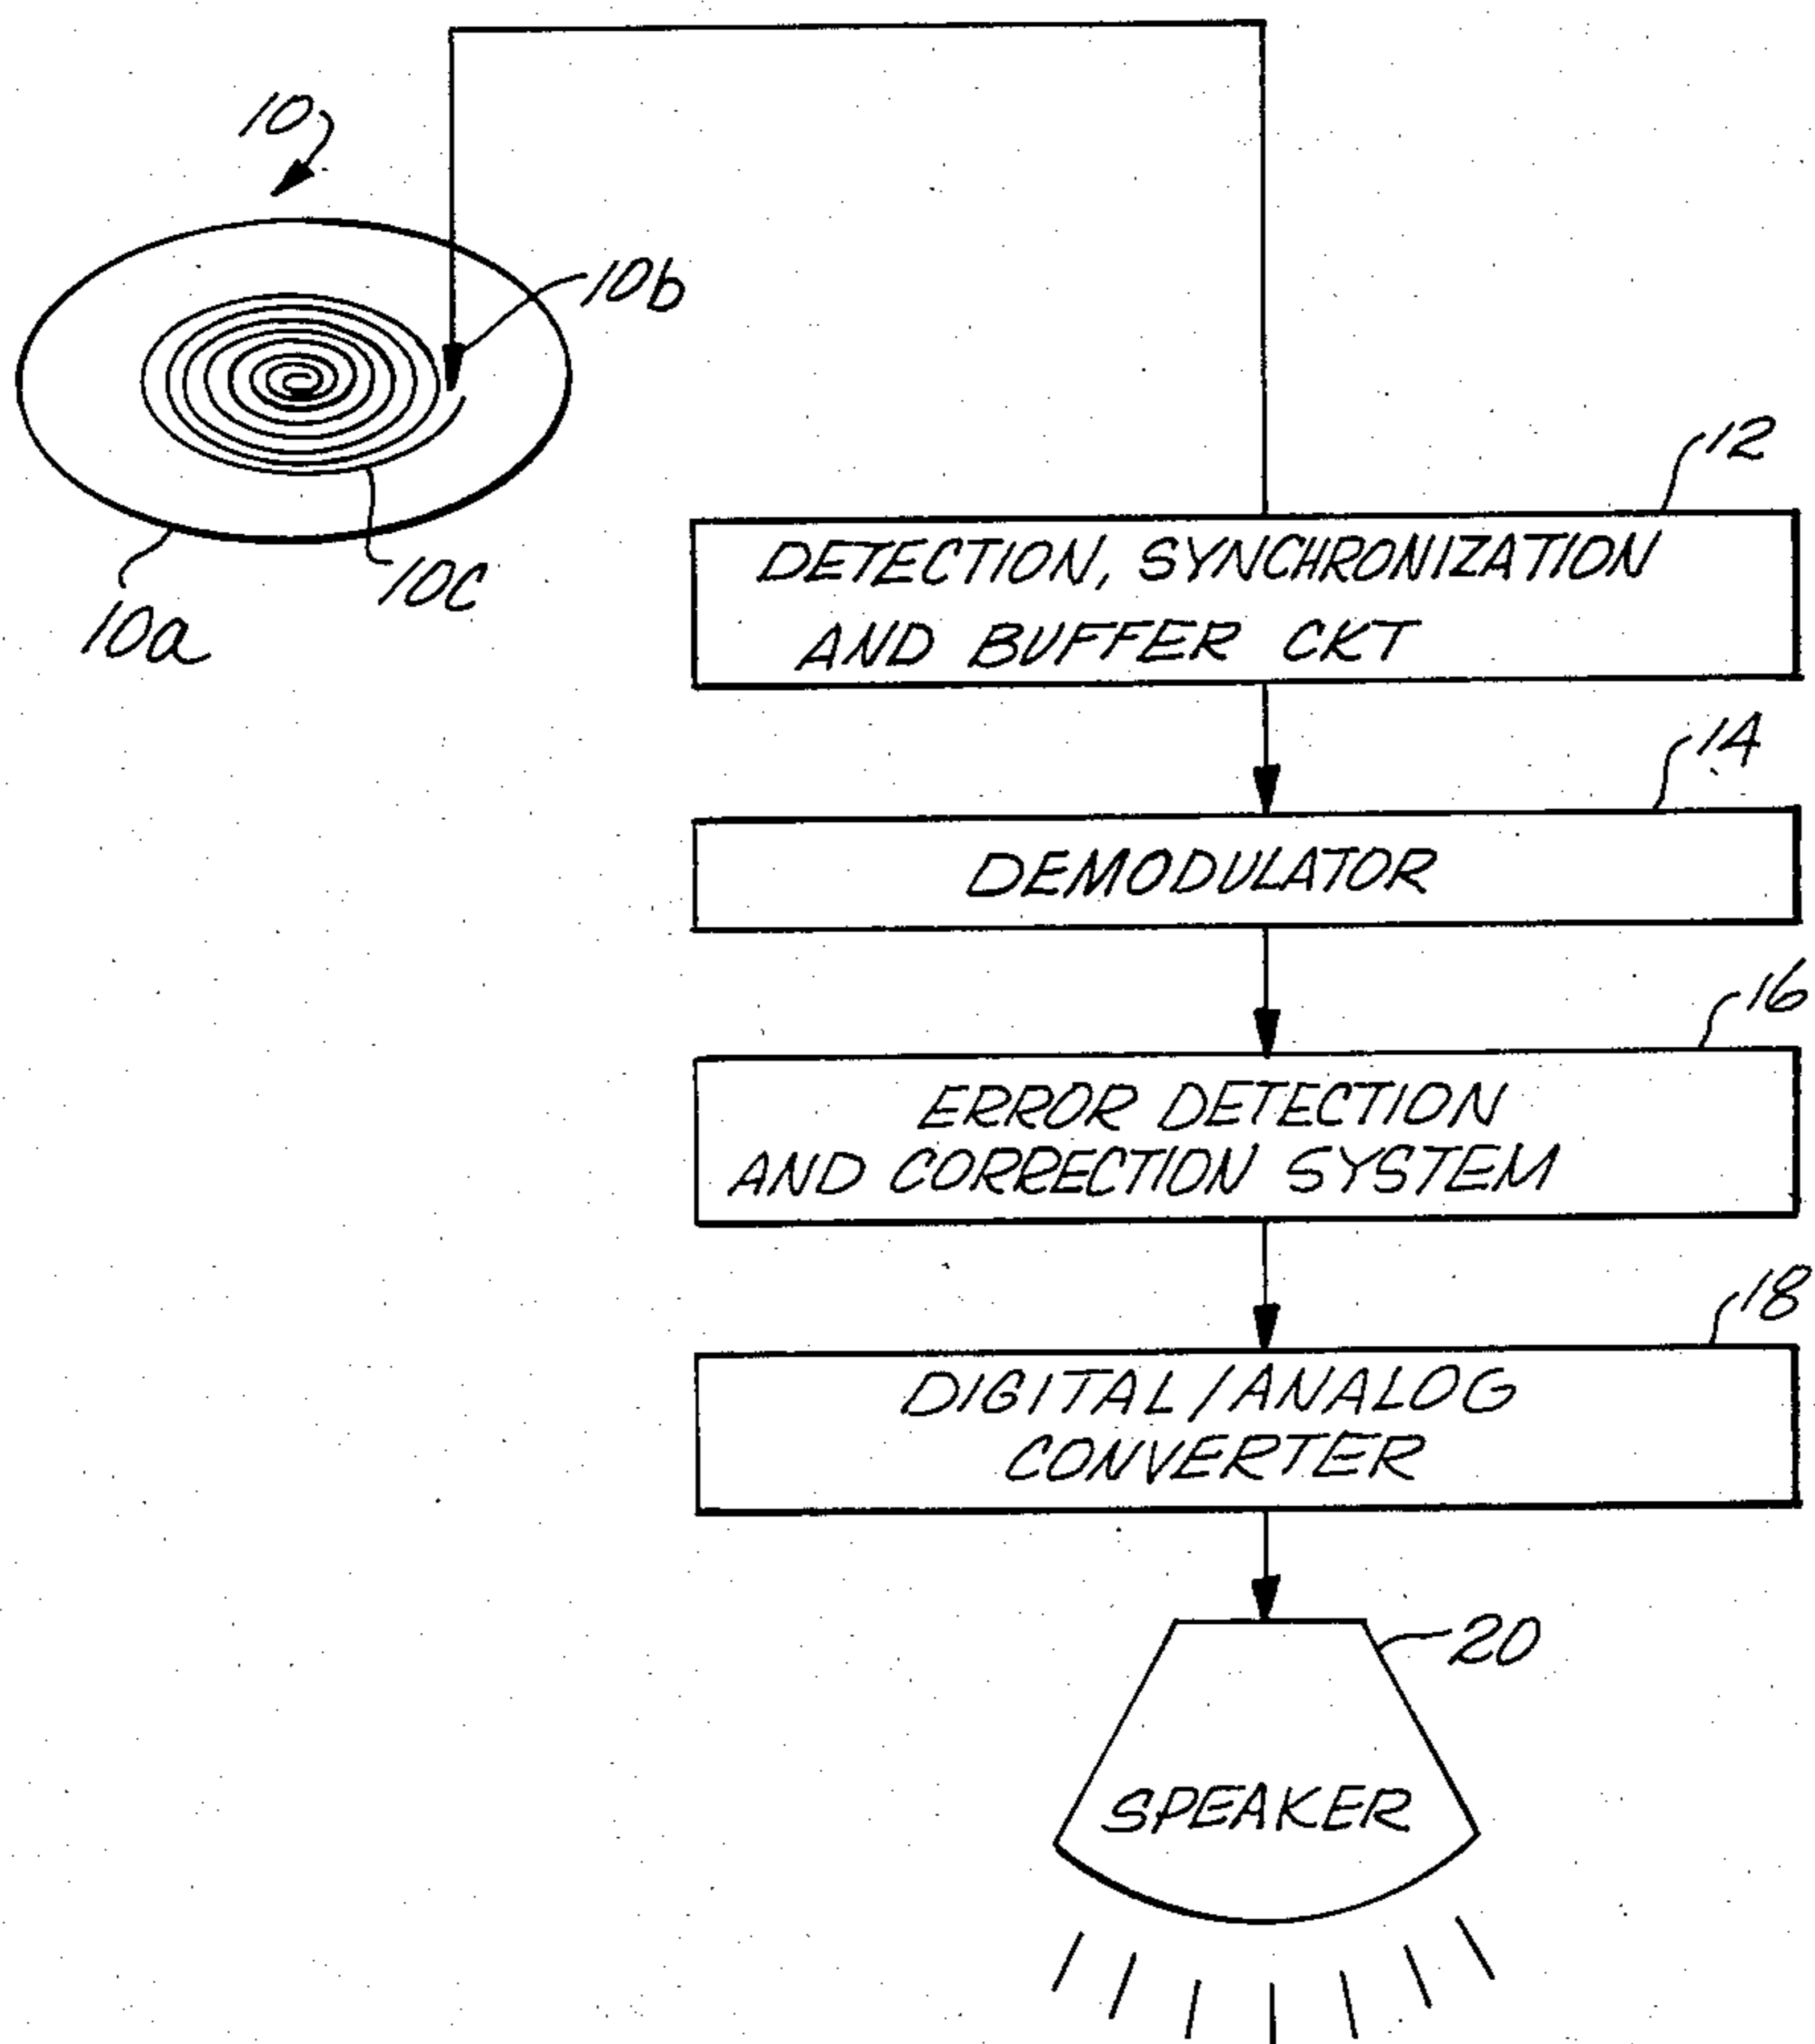 10
10b
10c
10a
12
DETECTION, SYNCHRONIZATION
AND BUFFER CKT
14
DEMODULATOR
16
ERROR DETECTION
AND CORRECTION SYSTEM
18
DIGITAL/ANALOG
CONVERTER
20
SPEAKER